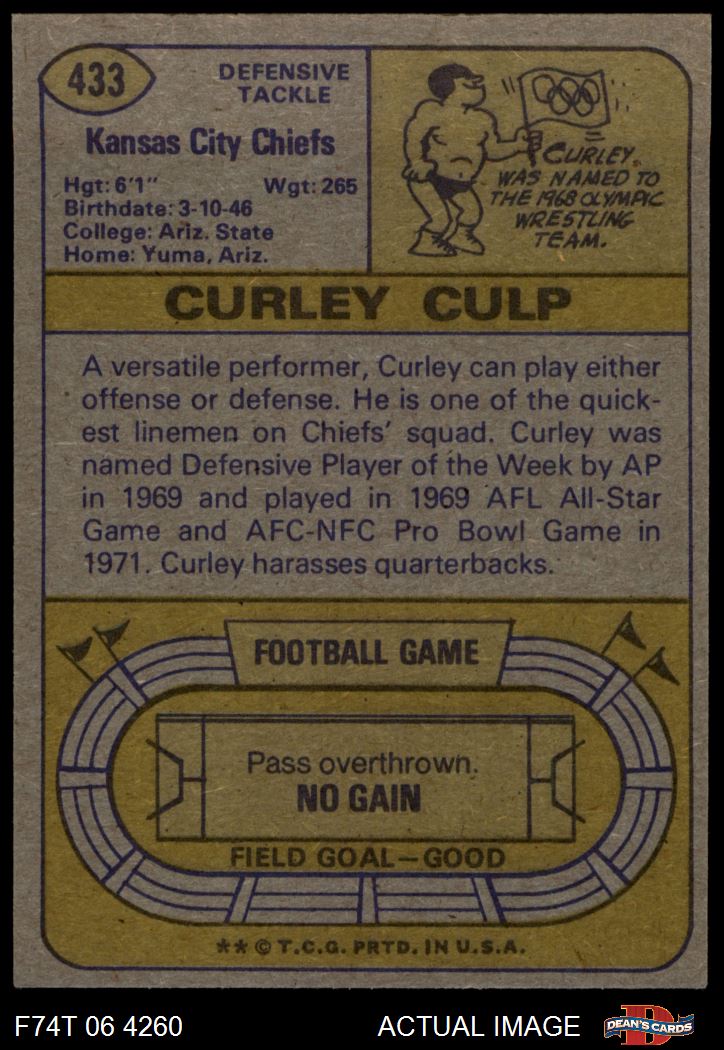 433
DEFENSIVE
TACKLE
Kansas City Chiefs
Hgt: 6'1" Wgt: 265
Birthdate: 3-10-46
College: Ariz. State
Home: Yuma, Ariz.
CURLEY
WAS NAMED TO
THE 1968 OLYMPIC
WRESTLING
TEAM.
CURLEY CULP
A versatile performer, Curley can play either
offense or defense. He is one of the quick-
est linemen on Chiefs' squad. Curley was
named Defensive Player of the Week by AP
in 1969 and played in 1969 AFL All-Star
Game and AFC-NFC Pro Bowl Game in
1971. Curley harasses quarterbacks.
FOOTBALL GAME
Pass overthrown.
NO GAIN
FIELD GOAL—GOOD
** © T.C.G. PRTD. IN U.S.A.
F74T 06 4260 ACTUAL IMAGE
D
DEAN'S CARDS